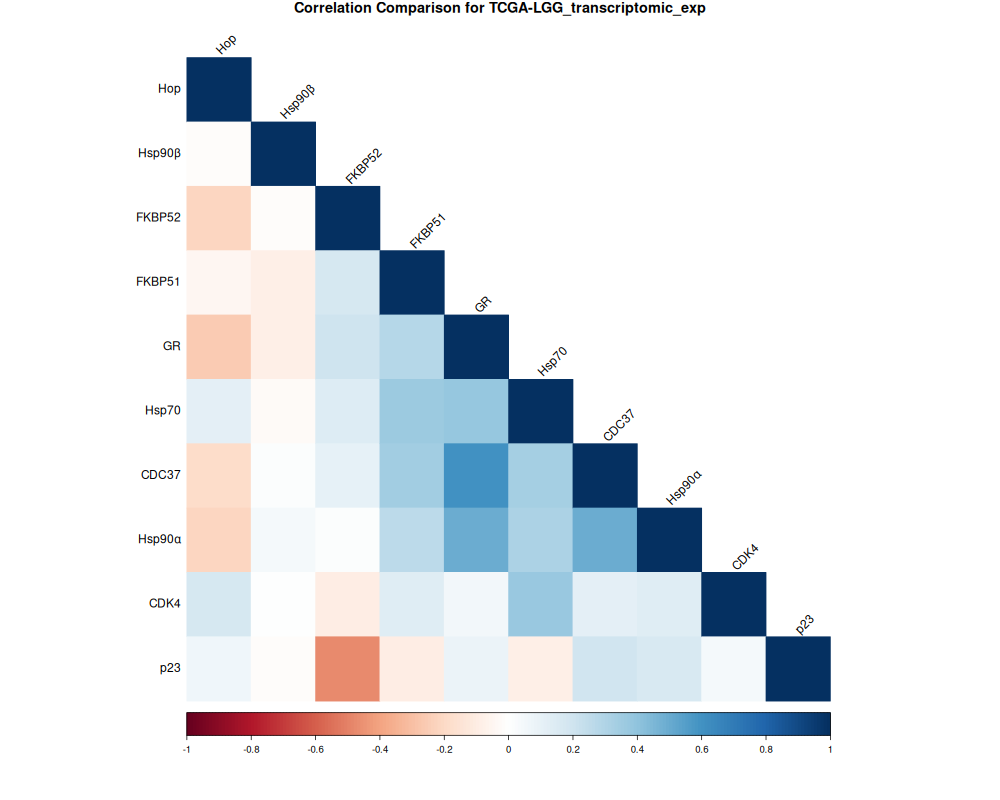 Correlation Comparison for TCGA-LGG_transcriptomic_exp
Hop
Hop
Hsp90β
Hsp90β
FKBP52
FKBP52
FKBP51
FKBP51
GR
GR
Hsp70
Hsp70
CDC37
CDC37
Hsp90α
Hsp90α
CDK4
CDK4
p23
p23
-1 -0.8 -0.6 -0.4 -0.2 0 0.2 0.4 0.6 0.8 1